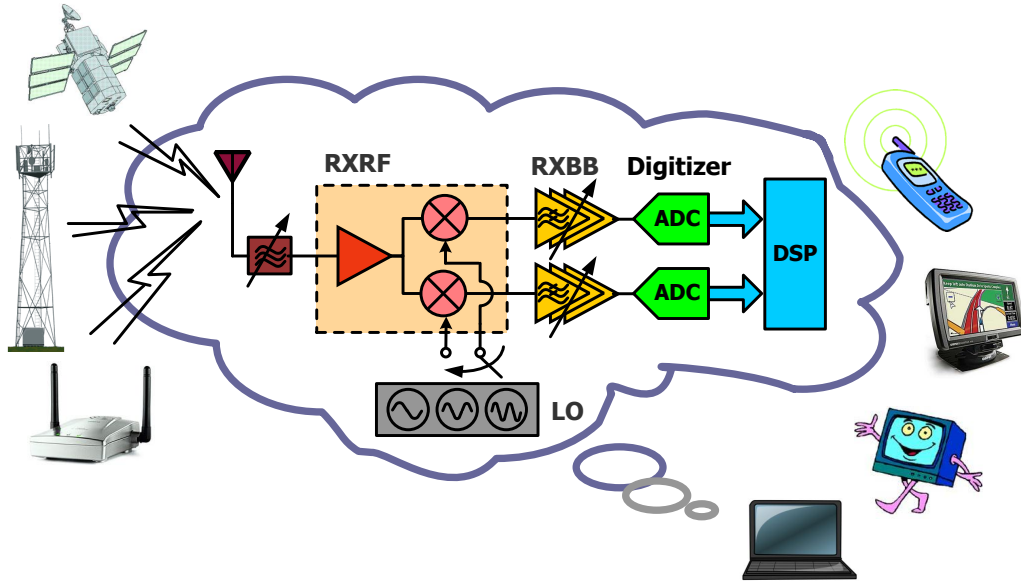 RXRF
RXBB
Digitizer
ADC
DSP
ADC
LO